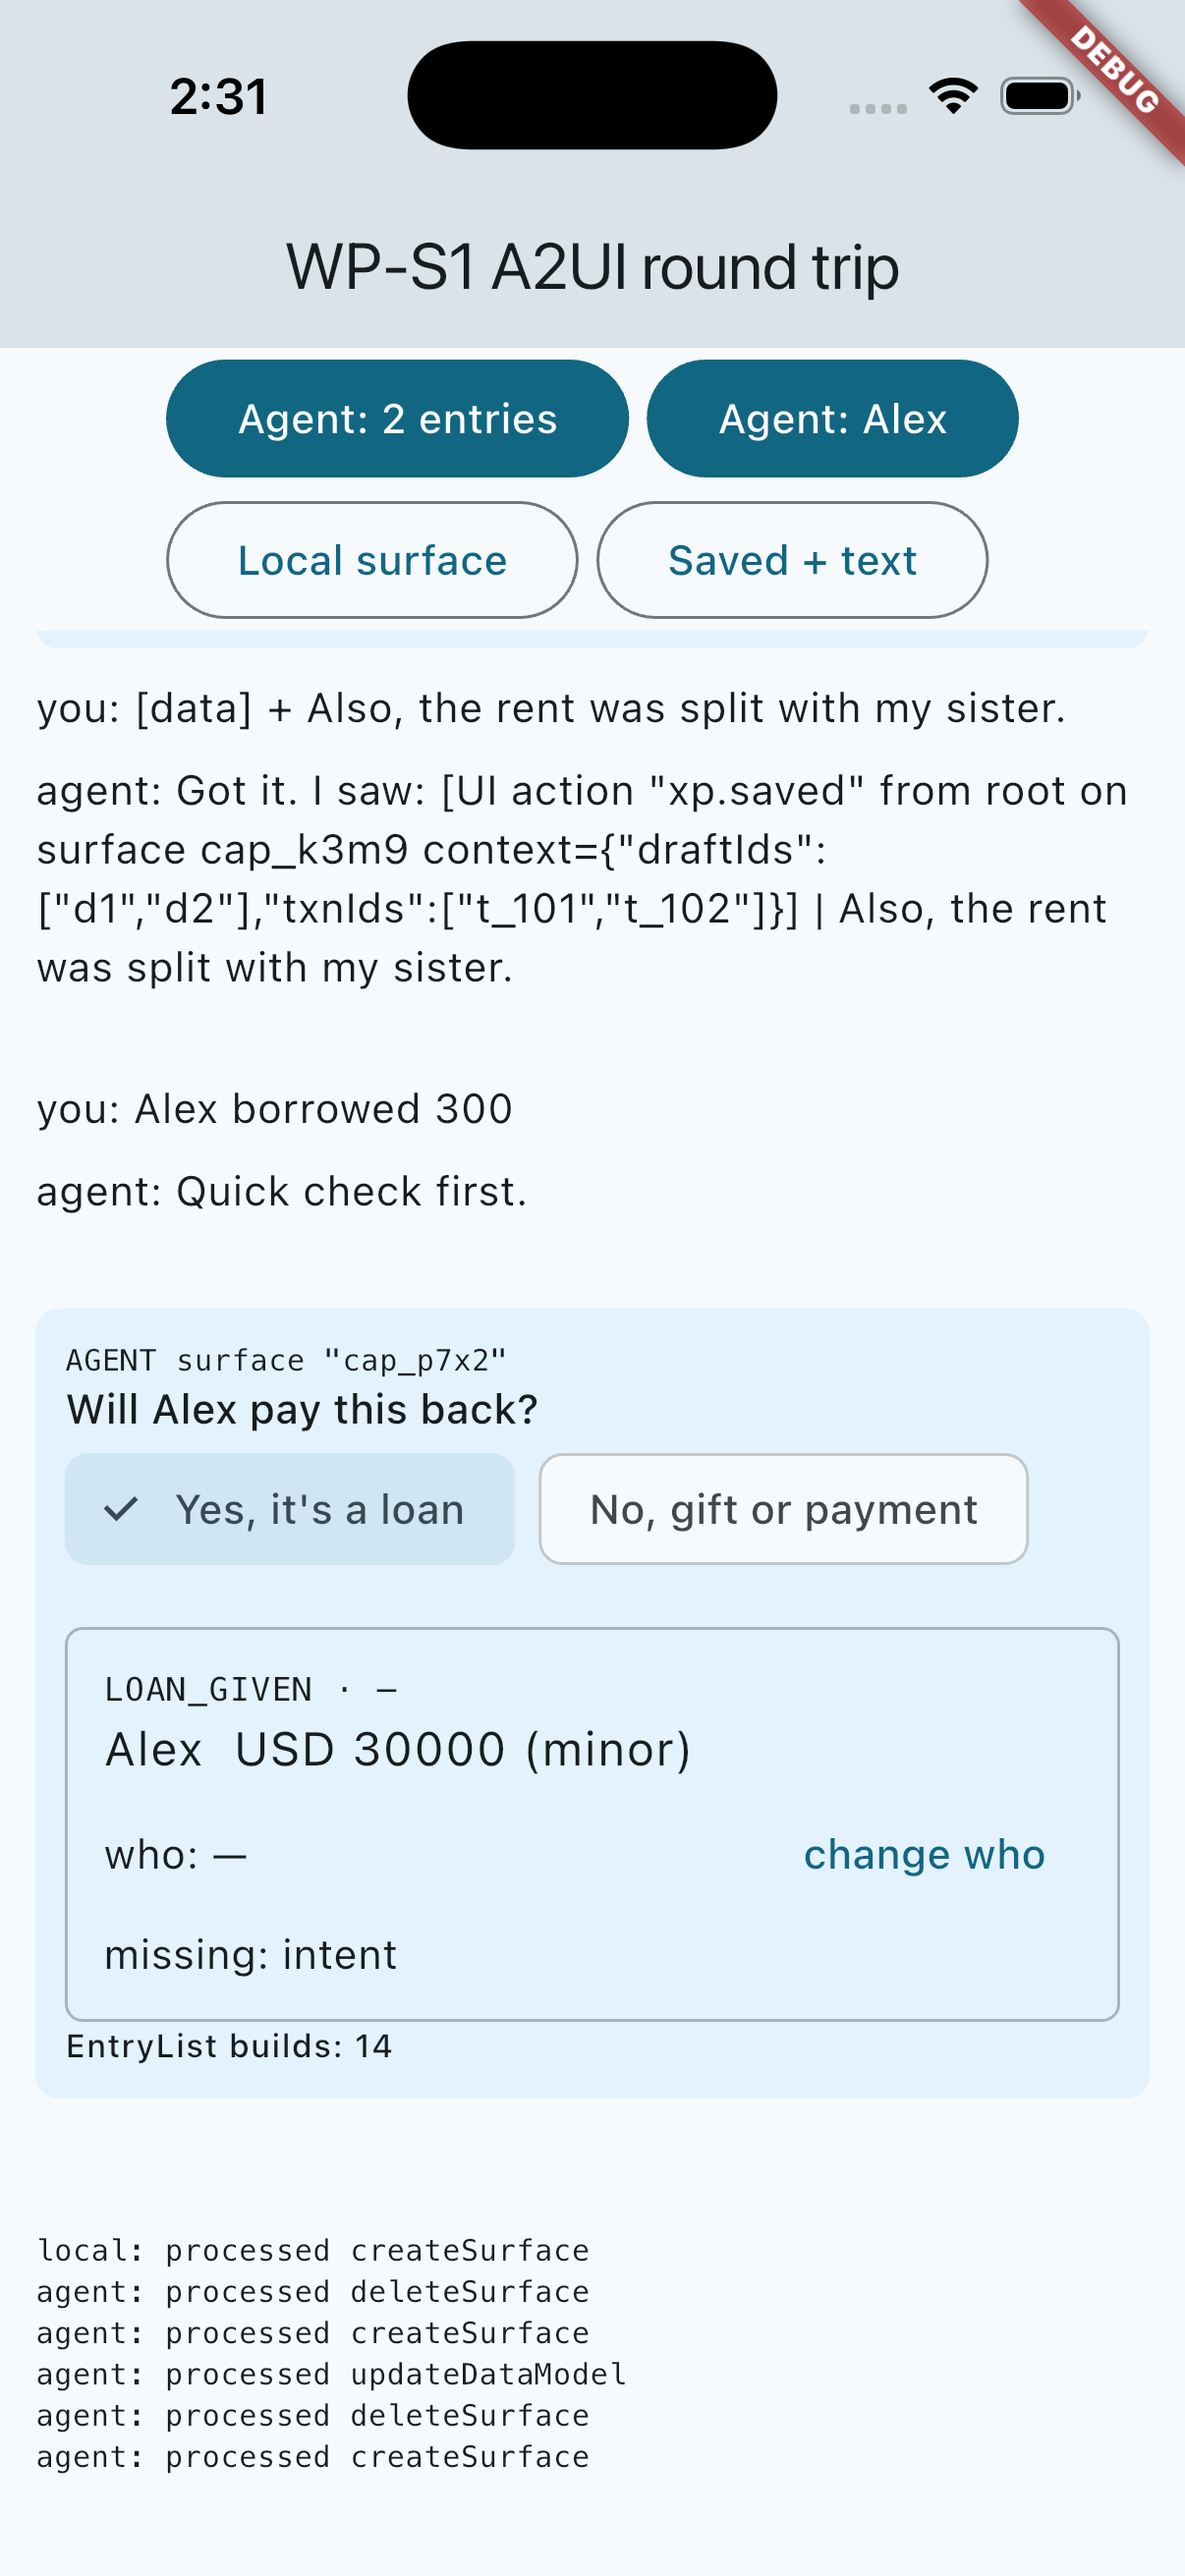 2:31
DEBUG
WP-S1 A2UI round trip
Agent: 2 entries
Agent: Alex
Local surface
Saved + text
you: [data] + Also, the rent was split with my sister.
agent: Got it. I saw: [UI action "xp.saved" from root on
surface cap_k3m9 context={"draftIds":
["d1","d2"],"txnIds":["t_101","t_102"]}] | Also, the rent
was split with my sister.
you: Alex borrowed 300
agent: Quick check first.
AGENT surface "cap_p7x2"
Will Alex pay this back?
Yes, it's a loan
No, gift or payment
LOAN_GIVEN · —
Alex  USD 30000 (minor)
who: —
change who
missing: intent
EntryList builds: 14
local: processed createSurface
agent: processed deleteSurface
agent: processed createSurface
agent: processed updateDataModel
agent: processed deleteSurface
agent: processed createSurface